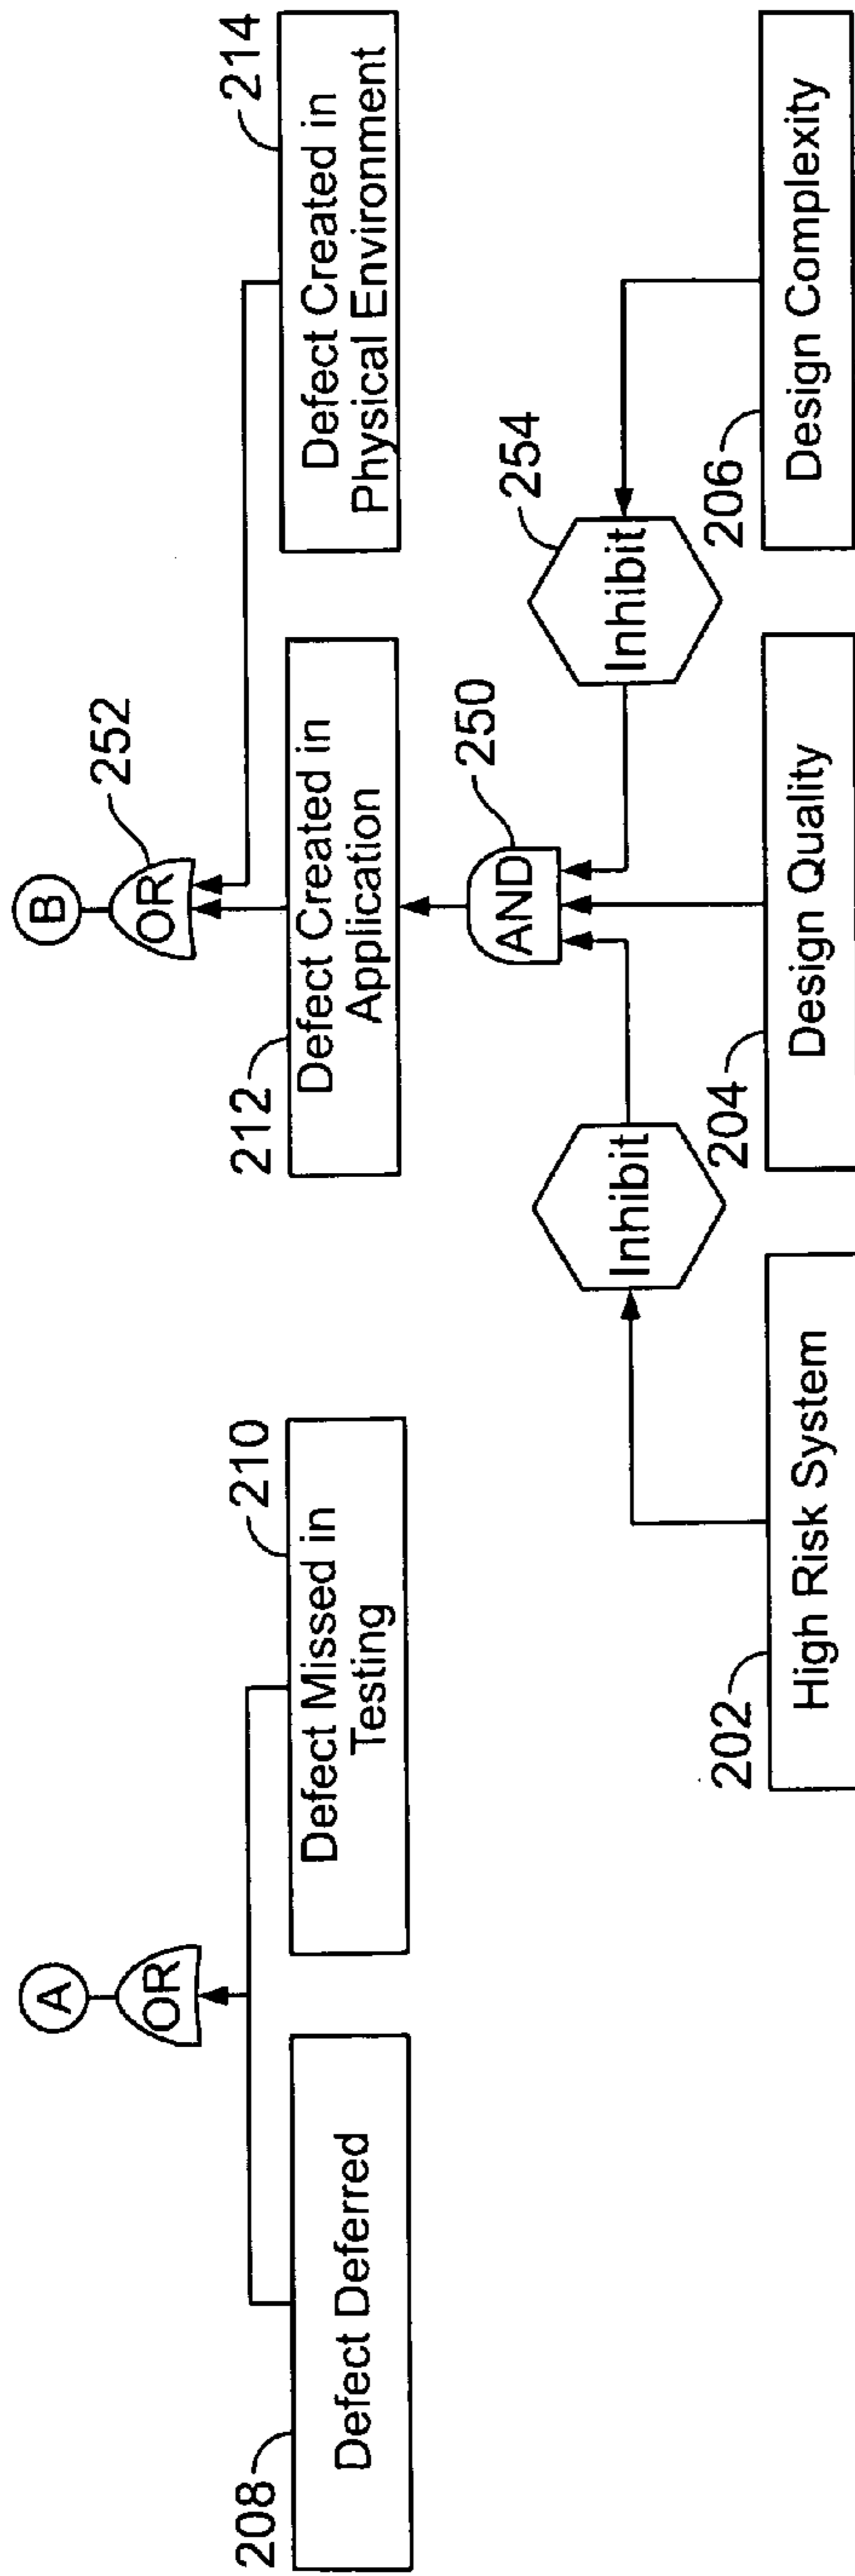 A
B
OR
OR
252
208
210
212
214
Defect Deferred
Defect Missed in
Testing
Defect Created in
Application
Defect Created in
Physical Environment
AND
250
Inhibit
Inhibit
254
202
204
206
High Risk System
Design Quality
Design Complexity